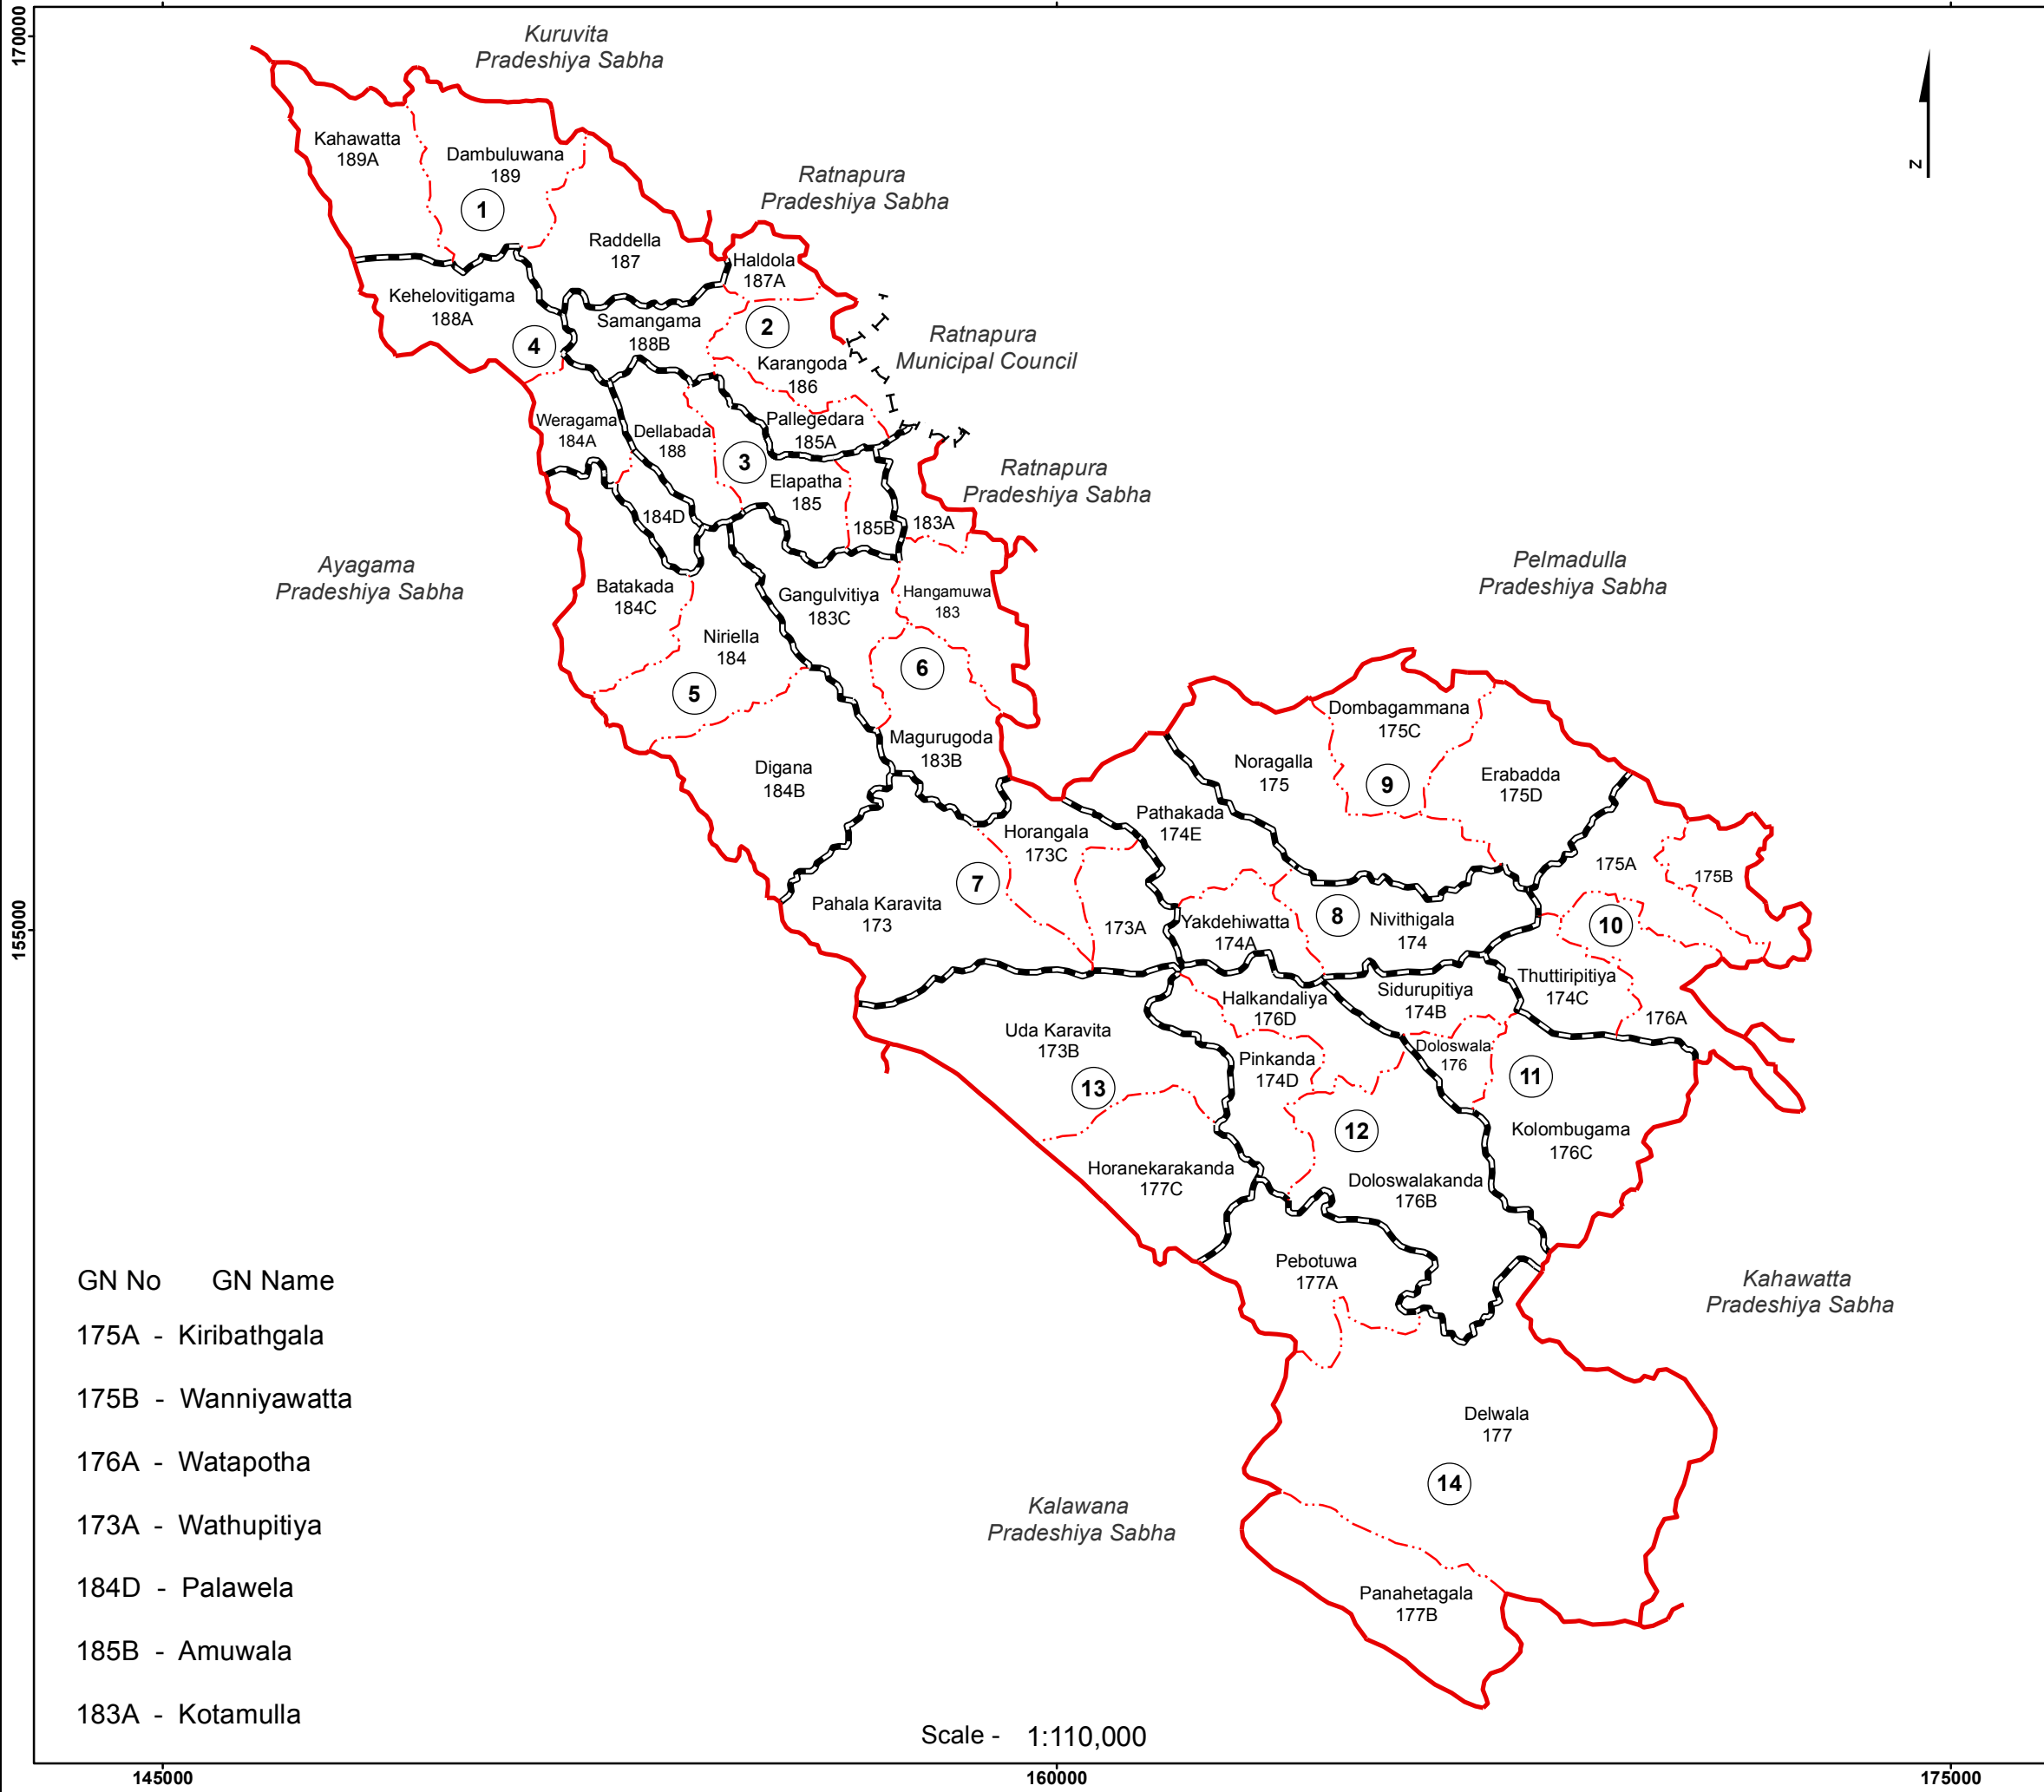 170000
Kuruvita
Pradeshiya Sabha
Kahawatta
189A
Dambuluwana
189
1
Ratnapura
Pradeshiya Sabha
N
Raddella
187
Haldola
187A
Kehelovitigama
188A
4
Samangama
188B
2
Karangoda
186
Ratnapura
Municipal Council
Weragama
184A
Dellabada
188
Pallegedara
185A
3
Elapatha
185
Ratnapura
Pradeshiya Sabha
184D
185B
183A
Ayagama
Pradeshiya Sabha
Pelmadulla
Pradeshiya Sabha
Batakada
184C
Gangulvitiya
183C
Hangamuwa
183
Niriella
184
5
6
Magurugoda
183B
Digana
184B
Dombagammana
175C
Noragalla
175
9
Erabadda
175D
Pathakada
174E
Horangala
173C
7
175A
175B
155000
Pahala Karavita
173
173A
Yakdehiwatta
174A
8
Nivithigala
174
10
Thuttiripitiya
174C
Halkandaliya
176D
Sidurupitiya
174B
176A
Uda Karavita
173B
Pinkanda
174D
Doloswala
176
11
13
12
Kolombugama
176C
Horanekarakanda
177C
Doloswalakanda
176B
Pebotuwa
177A
Kahawatta
Pradeshiya Sabha
GN No GN Name
175A - Kiribathgala
175B - Wanniyawatta
176A - Watapotha
173A - Wathupitiya
184D - Palawela
185B - Amuwala
183A - Kotamulla
Delwala
177
14
Kalawana
Pradeshiya Sabha
Panahetagala
177B
Scale - 1:110,000
145000
160000
175000